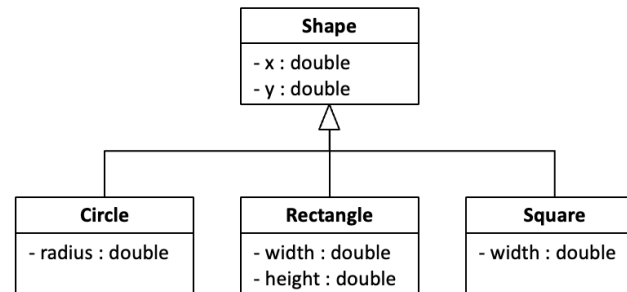 Shape
- x : double
- y : double
Circle
- radius : double
Rectangle
- width : double
- height : double
Square
- width : double